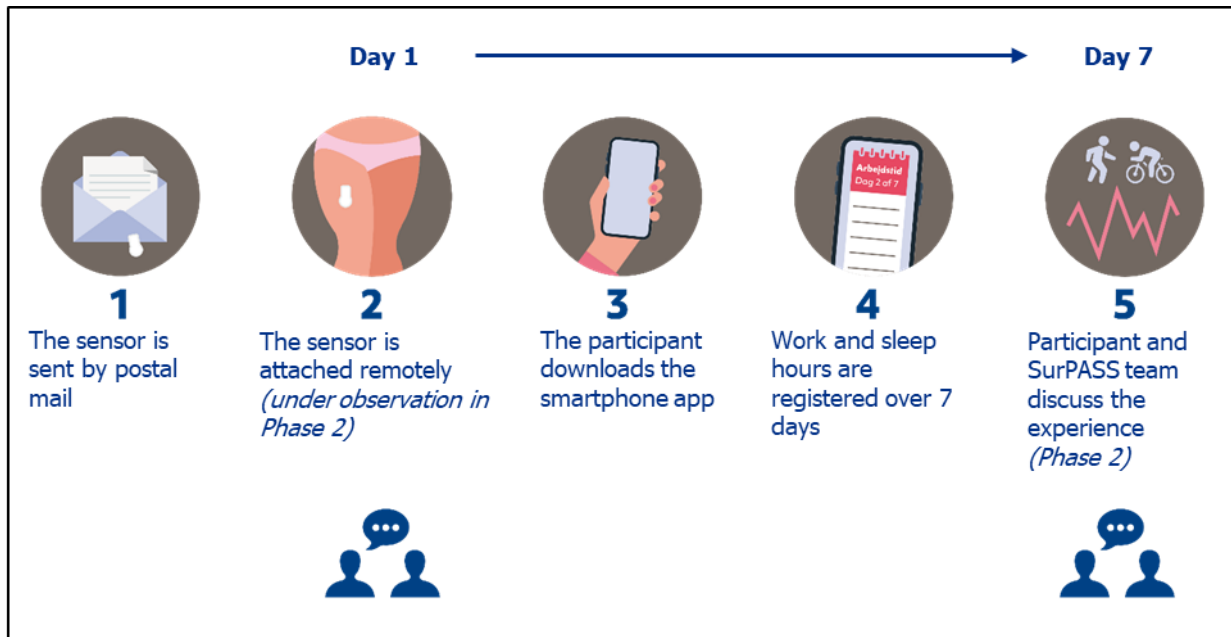 Day 1
Day 7
Arbejdstid
Dag 2 af 7
1
The sensor is
sent by postal
mail
2
The sensor is
attached remotely
(under observation in
Phase 2)
3
The participant
downloads the
smartphone app
4
Work and sleep
hours are
registered over 7
days
5
Participant and
SurPASS team
discuss the
experience
(Phase 2)